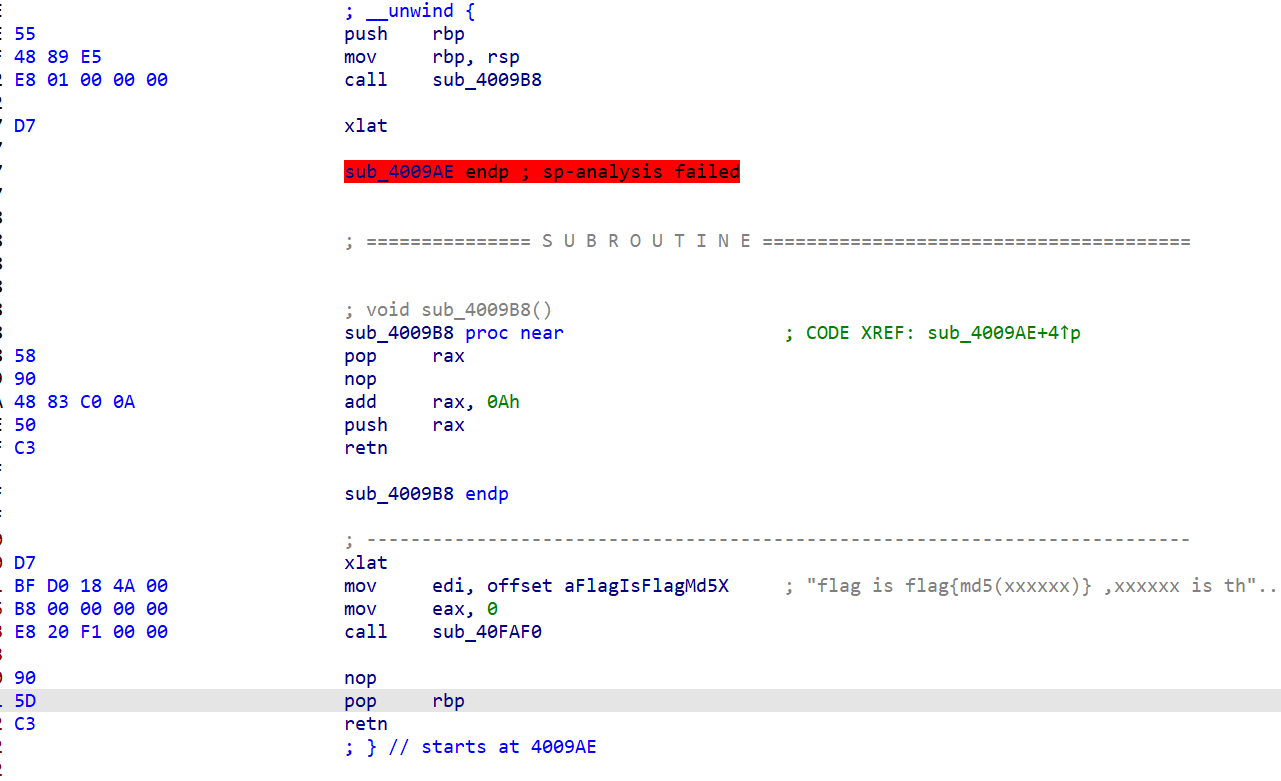 ; __unwind {
55 push rbp
48 89 E5 mov rbp, rsp
E8 01 00 00 00 call sub_4009B8
D7 xlat
sub_4009AE endp ; sp-analysis failed
; =============== S U B R O U T I N E =======================================
; void sub_4009B8()
sub_4009B8 proc near ; CODE XREF: sub_4009AE+4↑p
58 pop rax
90 nop
48 83 C0 0A add rax, 0Ah
50 push rax
C3 retn
sub_4009B8 endp
; ---------------------------------------------------------------------------
D7 xlat
BF D0 18 4A 00 mov edi, offset aFlagIsFlagMd5X ; "flag is flag{md5(xxxxxx)} ,xxxxxx is th"..
B8 00 00 00 00 mov eax, 0
E8 20 F1 00 00 call sub_40FAF0
90 nop
5D pop rbp
C3 retn
; } // starts at 4009AE